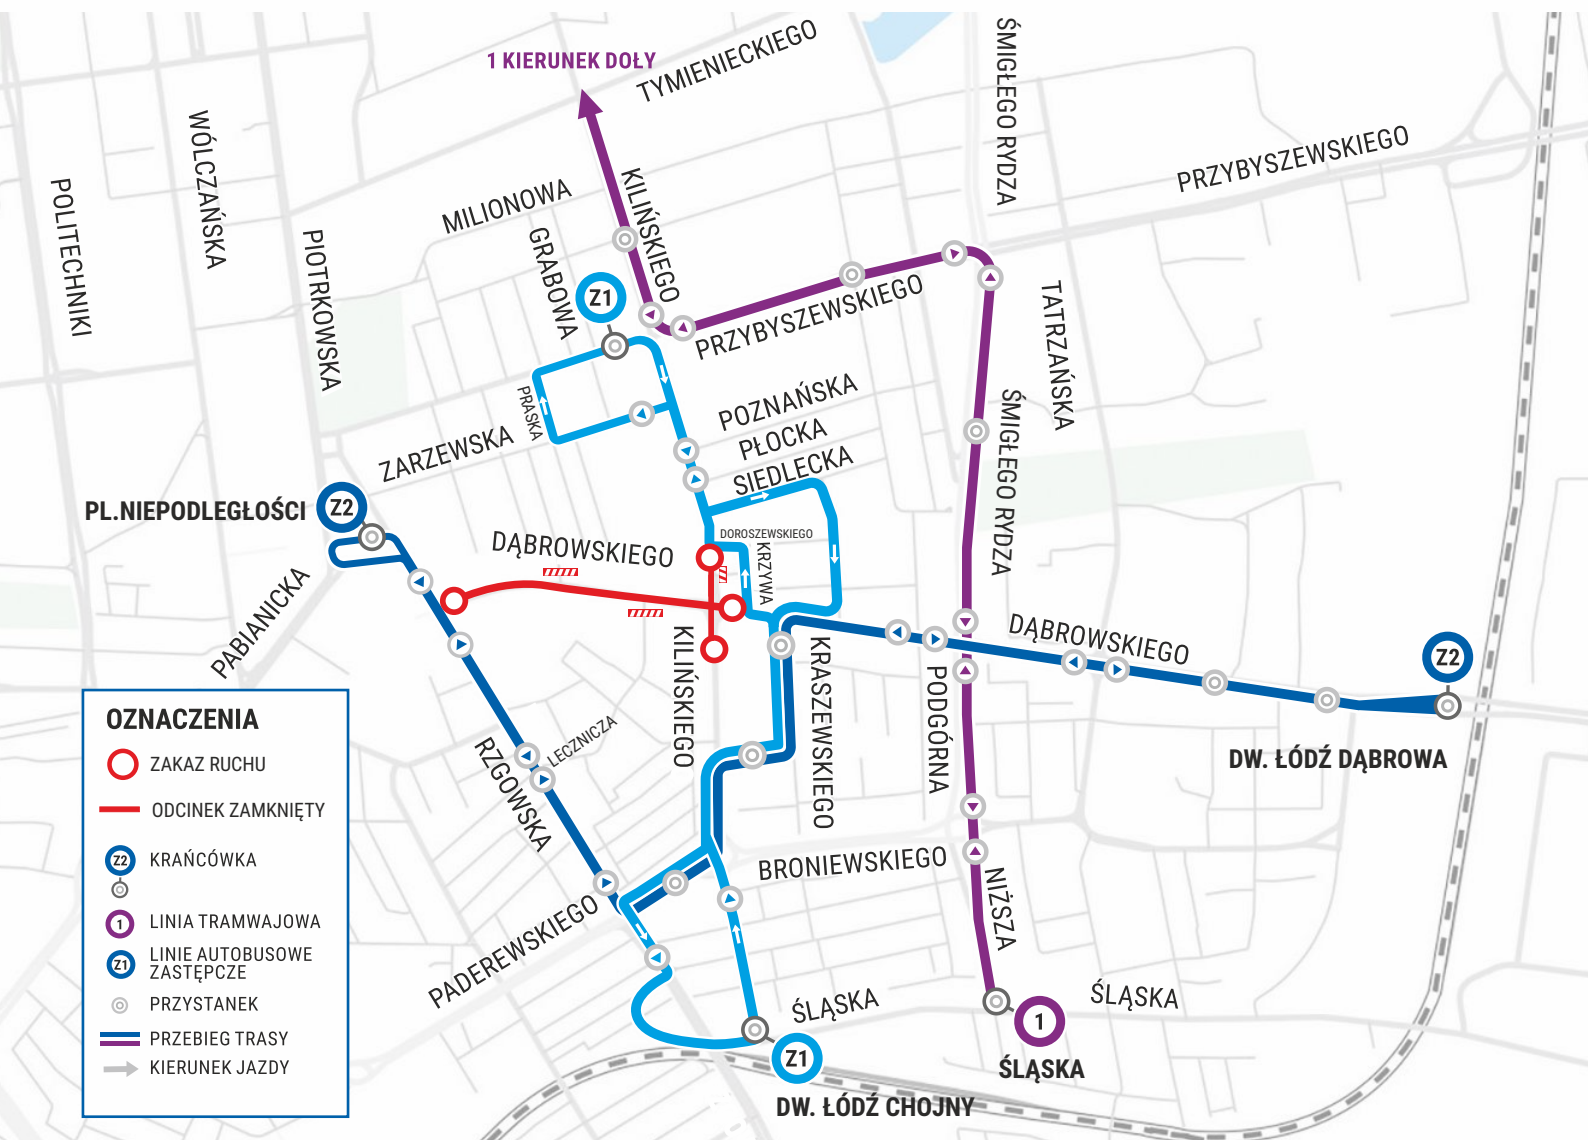 1 KIERUNEK DOŁY
TYMIENIECKIEGO
ŚMIGŁEGO RYDZA
WÓLCZAŃSKA
PRZYBYSZEWSKIEGO
POLITECHNIKI
MILIONOWA
KILIŃSKIEGO
GRABOWA
PIOTRKOWSKA
Z1
PRZYBYSZEWSKIEGO
TATRZAŃSKA
PRASKA
POZNAŃSKA
PŁOCKA
SIEDLECKA
ZARZEWSKA
ŚMIGŁEGO RYDZA
Z2
PL.NIEPODLEGŁOŚCI
DĄBROWSKIEGO
DOROSZEWSKIEGO
KRZYWA
PABIANICKA
KILIŃSKIEGO
KRASZEWSKIEGO
PODGÓRNA
DĄBROWSKIEGO
Z2
DW. ŁÓDŹ DĄBROWA
RZGOWSKA
LECZNICZA
BRONIEWSKIEGO
NIŻSZA
PADEREWSKIEGO
ŚLĄSKA
ŚLĄSKA
1
ŚLĄSKA
Z1
DW. ŁÓDŹ CHOJNY
OZNACZENIA
ZAKAZ RUCHU
ODCINEK ZAMKNIĘTY
Z2
KRAŃCÓWKA
1
LINIA TRAMWAJOWA
Z1
LINIE AUTOBUSOWE
ZASTĘPCZE
PRZYSTANEK
PRZEBIEG TRASY
KIERUNEK JAZDY